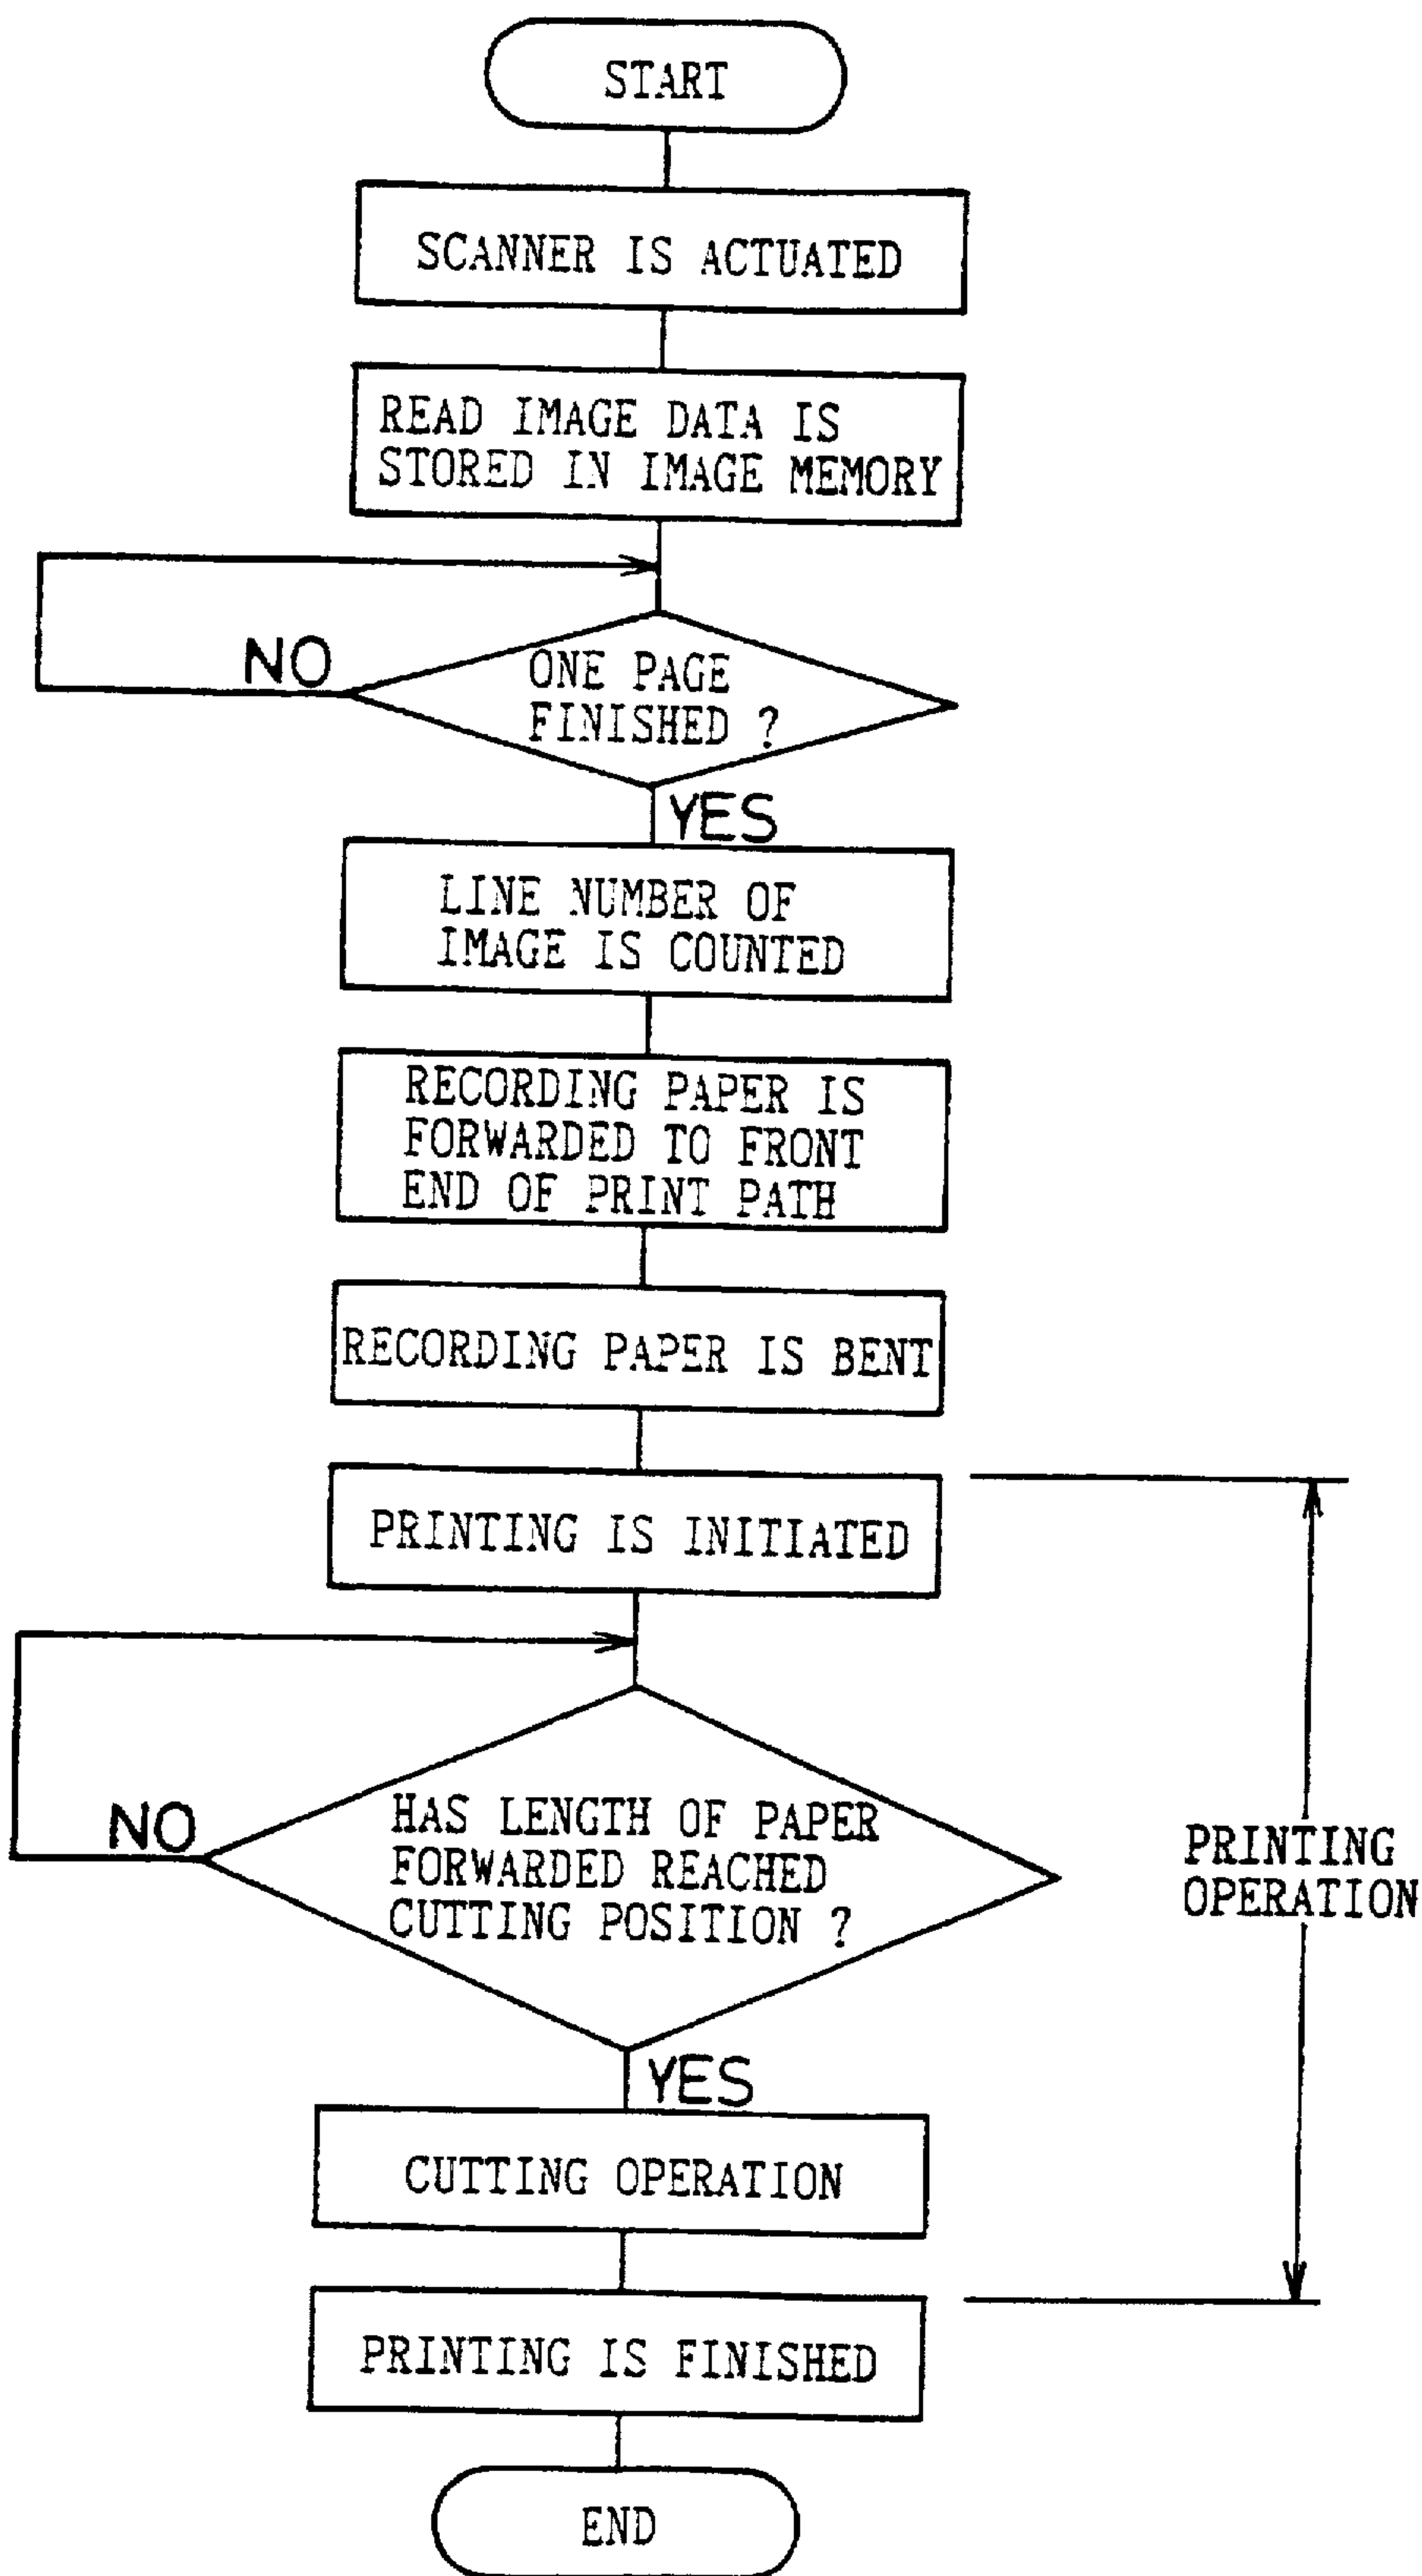 START
SCANNER IS ACTUATED
READ IMAGE DATA IS
STORED IN IMAGE MEMORY
NO
ONE PAGE
FINISHED ?
YES
LINE NUMBER OF
IMAGE IS COUNTED
RECORDING PAPER IS
FORWARDED TO FRONT
END OF PRINT PATH
RECORDING PAPER IS BENT
PRINTING IS INITIATED
NO
HAS LENGTH OF PAPER
FORWARDED REACHED
CUTTING POSITION ?
PRINTING
OPERATION
YES
CUTTING OPERATION
PRINTING IS FINISHED
END